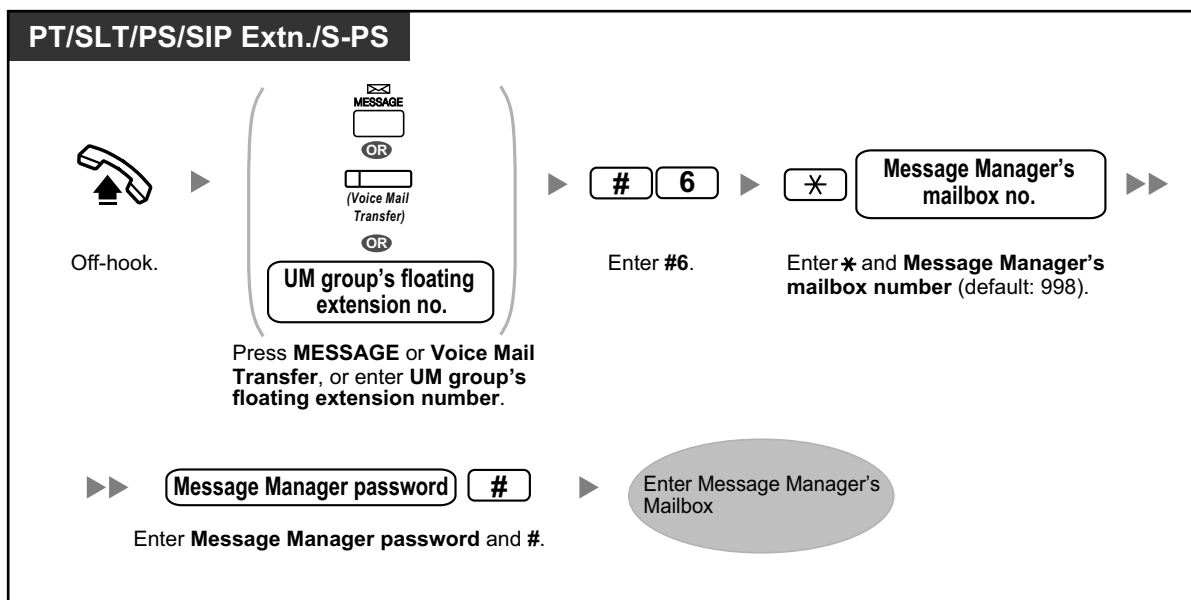 PT/SLT/PS/SIP Extn./S-PS
MESSAGE
OR
(Voice Mail
Transfer)
OR
UM group's floating
extension no.
# 6
* Message Manager's
mailbox no.
Off-hook.
Press MESSAGE or Voice Mail
Transfer, or enter UM group's
floating extension number.
Enter #6.
Enter * and Message Manager's
mailbox number (default: 998).
Message Manager password #
Enter Message Manager password and #.
Enter Message Manager's
Mailbox